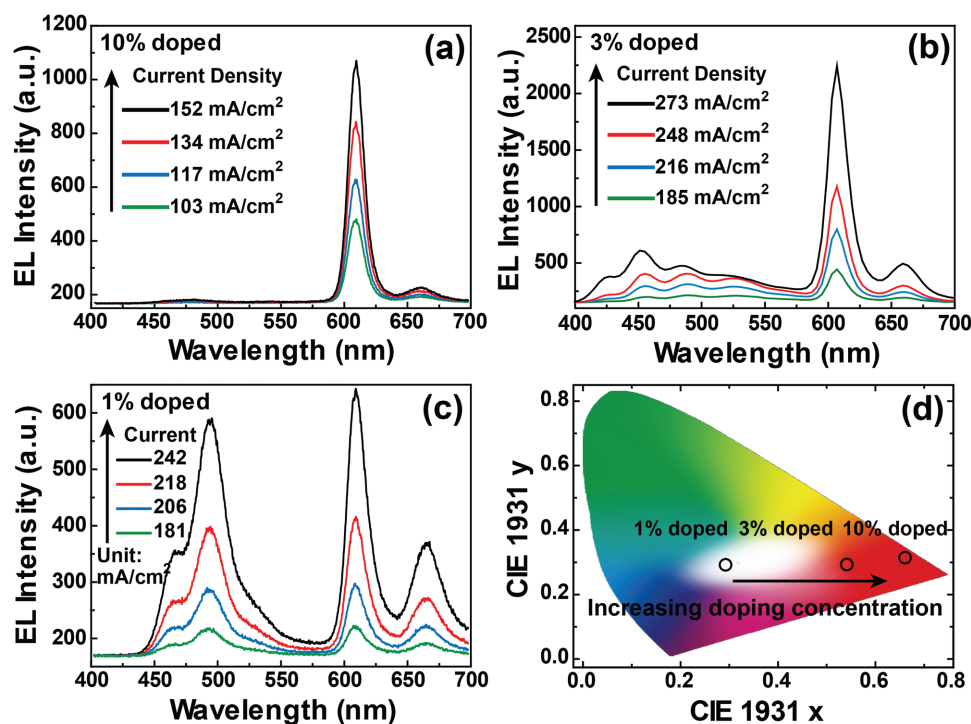 (a)
10% doped
Current Density
152 mA/cm²
134 mA/cm²
117 mA/cm²
103 mA/cm²
EL Intensity (a.u.)
1200
1000
800
600
400
200
400 450 500 550 600 650 700
Wavelength (nm)
(b)
3% doped
Current Density
273 mA/cm²
248 mA/cm²
216 mA/cm²
185 mA/cm²
EL Intensity (a.u.)
2500
2000
1500
1000
500
400 450 500 550 600 650 700
Wavelength (nm)
(c)
1% doped
Current
242
218
206
181
Unit:
mA/cm²
EL Intensity (a.u.)
600
500
400
300
200
400 450 500 550 600 650 700
Wavelength (nm)
(d)
1% doped 3% doped 10% doped
Increasing doping concentration
CIE 1931 y
0.8
0.6
0.4
0.2
0.0
0.0 0.2 0.4 0.6 0.8
CIE 1931 x